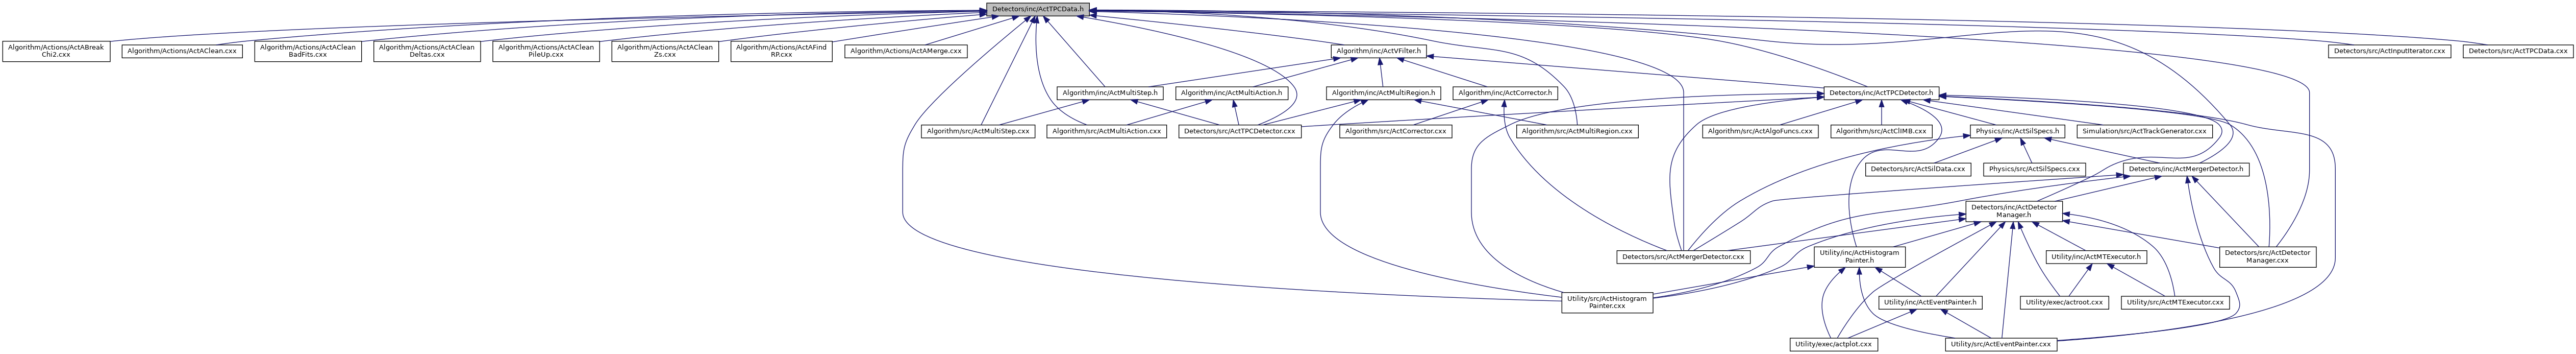 Detectors/inc/ActTPCData.h
Algorithm/Actions/ActABreak
Chi2.cxx
Algorithm/Actions/ActAClean.cxx
Algorithm/Actions/ActAClean
BadFits.cxx
Algorithm/Actions/ActAClean
Deltas.cxx
Algorithm/Actions/ActAClean
PileUp.cxx
Algorithm/Actions/ActAClean
Zs.cxx
Algorithm/Actions/ActAFind
RP.cxx
Algorithm/Actions/ActAMerge.cxx
Algorithm/inc/ActVFilter.h
Detectors/src/ActInputIterator.cxx
Detectors/src/ActTPCData.cxx
Algorithm/inc/ActMultiStep.h
Algorithm/inc/ActMultiAction.h
Algorithm/inc/ActMultiRegion.h
Algorithm/inc/ActCorrector.h
Detectors/inc/ActTPCDetector.h
Algorithm/src/ActMultiStep.cxx
Algorithm/src/ActMultiAction.cxx
Detectors/src/ActTPCDetector.cxx
Algorithm/src/ActCorrector.cxx
Algorithm/src/ActMultiRegion.cxx
Algorithm/src/ActAlgoFuncs.cxx
Algorithm/src/ActCliMB.cxx
Physics/inc/ActSilSpecs.h
Simulation/src/ActTrackGenerator.cxx
Detectors/src/ActSilData.cxx
Physics/src/ActSilSpecs.cxx
Detectors/inc/ActMergerDetector.h
Detectors/inc/ActDetector
Manager.h
Detectors/src/ActMergerDetector.cxx
Utility/inc/ActHistogram
Painter.h
Utility/inc/ActMTExecutor.h
Detectors/src/ActDetector
Manager.cxx
Utility/src/ActHistogram
Painter.cxx
Utility/inc/ActEventPainter.h
Utility/exec/actroot.cxx
Utility/src/ActMTExecutor.cxx
Utility/exec/actplot.cxx
Utility/src/ActEventPainter.cxx